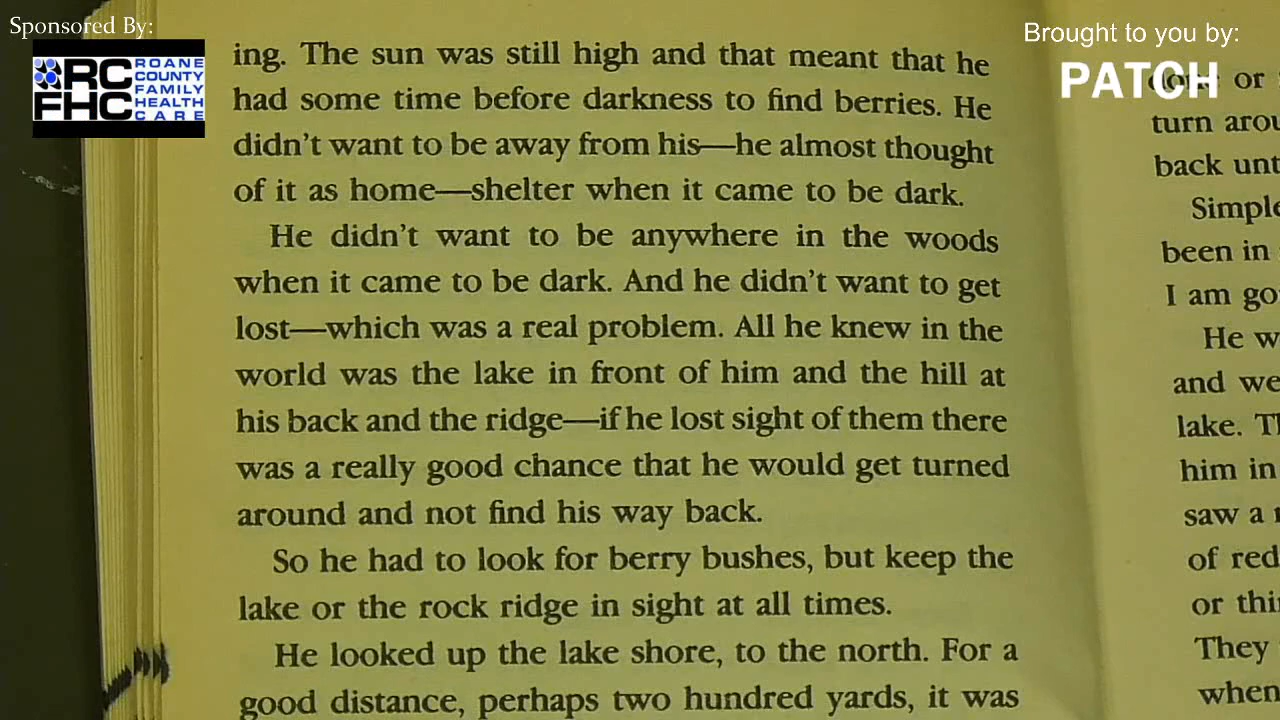 Sponsored By:
RC FHC
ROANE
COUNTY
FAMILY
HEALTH
CARE
Brought to you by:
PATCH
ing. The sun was still high and that meant that he
had some time before darkness to find berries. He
didn't want to be away from his—he almost thought
of it as home—shelter when it came to be dark.
He didn't want to be anywhere in the woods
when it came to be dark. And he didn't want to get
lost—which was a real problem. All he knew in the
world was the lake in front of him and the hill at
his back and the ridge—if he lost sight of them there
was a really good chance that he would get turned
around and not find his way back.
So he had to look for berry bushes, but keep the
lake or the rock ridge in sight at all times.
He looked up the lake shore, to the north. For a
good distance, perhaps two hundred yards, it was
or
turn
back
Simple
been in
I am
He
and
lake.
him in
saw a
of red
or
They
when